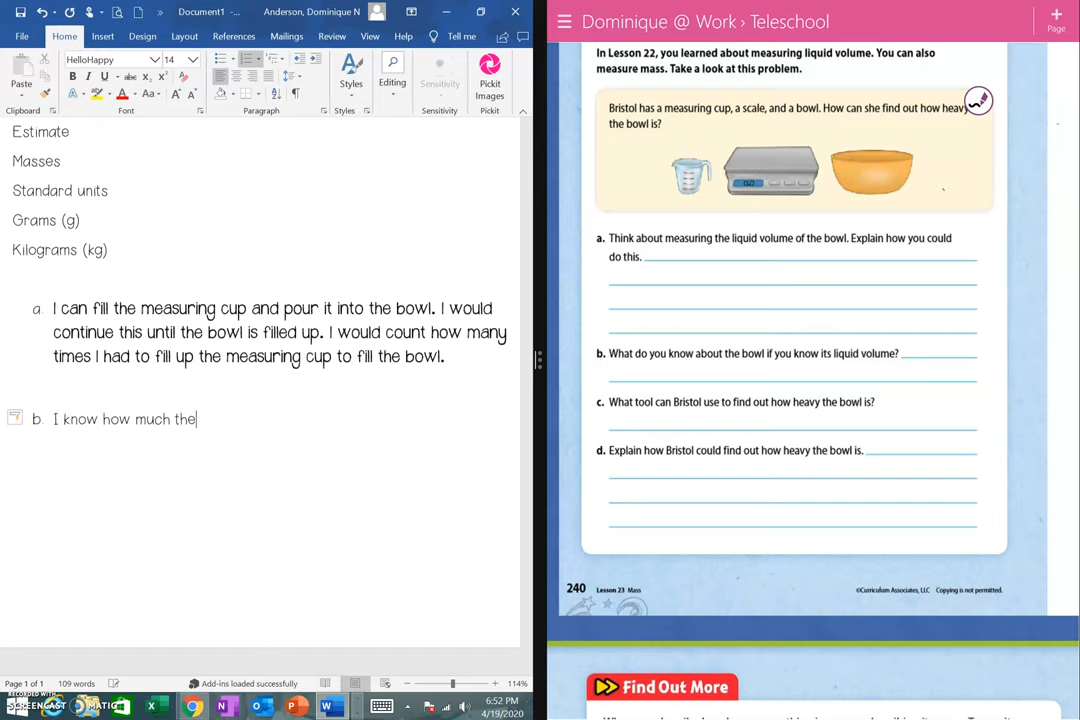 Document1 -...
Anderson, Dominique N
File
Home
Insert
Design
Layout
References
Mailings
Review
View
Help
Tell me
HelloHappy
14
Paste
Styles
Editing
Sensitivity
Pickit
Images
Clipboard
Font
Paragraph
Styles
Sensitivity
Pickit
Estimate
Masses
Standard units
Grams (g)
Kilograms (kg)
a. I can fill the measuring cup and pour it into the bowl. I would
continue this until the bowl is filled up. I would count how many
times I had to fill up the measuring cup to fill the bowl.
b. I know how much the
Page 1 of 1
109 words
Add-ins loaded successfully
114%
RECORDED WITH
SCREENCAST
MATIC
6:52 PM
4/19/2020
Dominique @ Work › Teleschool
Page
In Lesson 22, you learned about measuring liquid volume. You can also
measure mass. Take a look at this problem.
Bristol has a measuring cup, a scale, and a bowl. How can she find out how heavy
the bowl is?
a. Think about measuring the liquid volume of the bowl. Explain how you could
do this.
b. What do you know about the bowl if you know its liquid volume?
c. What tool can Bristol use to find out how heavy the bowl is?
d. Explain how Bristol could find out how heavy the bowl is.
240
Lesson 23 Mass
©Curriculum Associates, LLC Copying is not permitted.
Find Out More